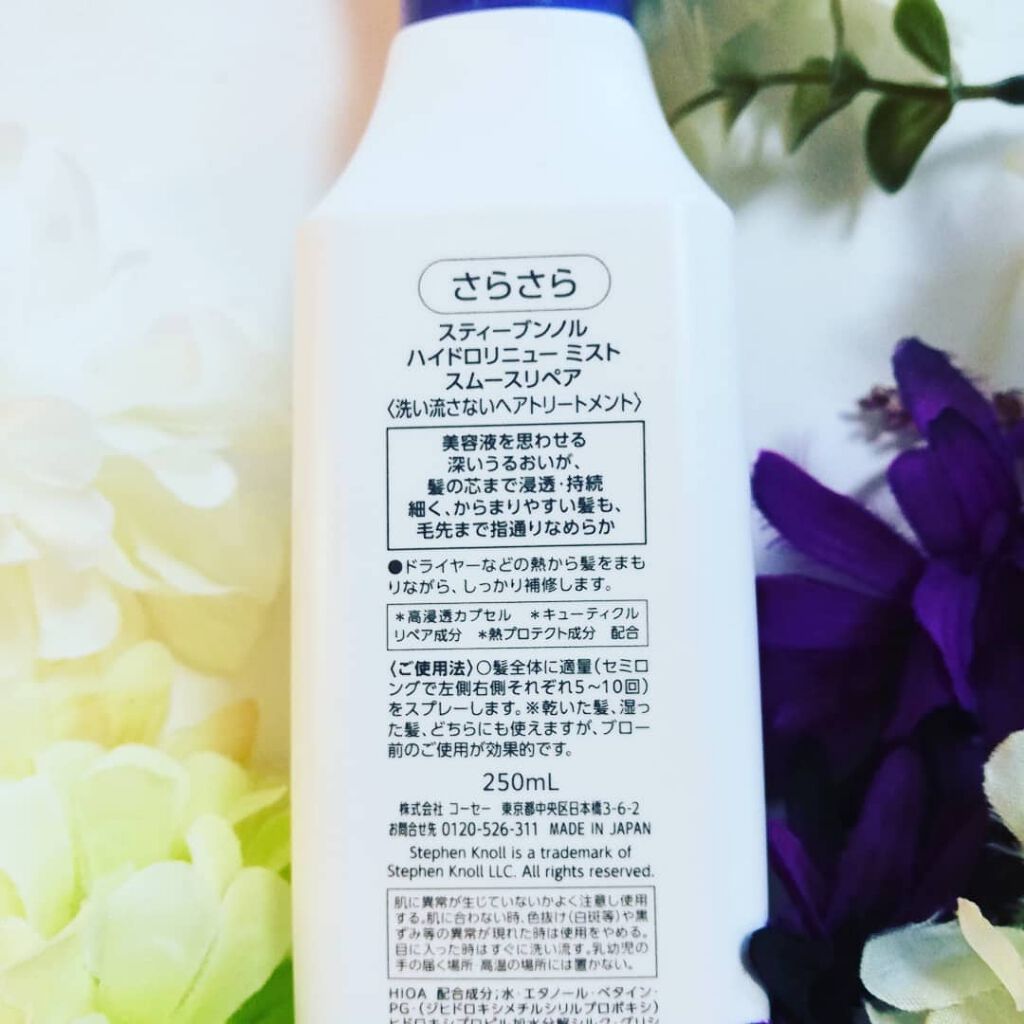 さらさら
スティーブンノル
ハイドロリニュー ミスト
スムースリペア
〈洗い流さないヘアトリートメント〉
美容液を思わせる
深いうるおいが、
髪の芯まで浸透・持続
細く、からまりやすい髪も、
毛先まで指通りなめらか
●ドライヤーなどの熱から髪をまも
りながら、しっかり補修します。
＊高浸透カプセル ＊キューティクル
リペア成分 ＊熱プロテクト成分 配合
〈ご使用法〉○髪全体に適量（セミロ
ングで左側右側それぞれ5～10回）
をスプレーします。※乾いた髪、湿っ
た髪、どちらにも使えますが、ブロー
前のご使用が効果的です。
250mL
株式会社 コーセー 東京都中央区日本橋3-6-2
お問合せ先 0120-526-311 MADE IN JAPAN
Stephen Knoll is a trademark of
Stephen Knoll LLC. All rights reserved.
肌に異常が生じていないかよく注意し使用
する。肌に合わない時、色抜け（白斑等）や黒
ずみ等の異常が現れた時は使用をやめる。
目に入った時はすぐに洗い流す。乳幼児の
手の届く場所 高温の場所には置かない。
HIOA 配合成分；水・エタノール・ベタイン・
PG・（ジヒドロキシメチルシリルプロポキシ）
ヒドロキシプロピル加水分解シルク・グリシ